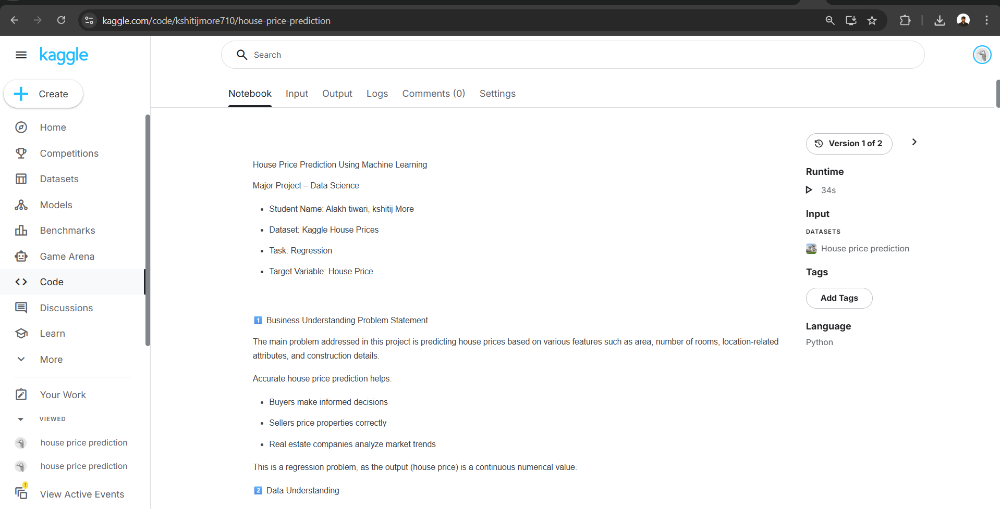 kaggle.com/code/kshitijmore710/house-price-prediction
kaggle
Search
Create
Home
Competitions
Datasets
Models
Benchmarks
Game Arena
Code
Discussions
Learn
More
Your Work
VIEWED
house price prediction
house price prediction
1
View Active Events
Notebook Input Output Logs Comments (0) Settings
House Price Prediction Using Machine Learning
Major Project – Data Science
• Student Name: Alakh tiwari, kshitij More
• Dataset: Kaggle House Prices
• Task: Regression
• Target Variable: House Price
1 Business Understanding Problem Statement
The main problem addressed in this project is predicting house prices based on various features such as area, number of rooms, location-related
attributes, and construction details.
Accurate house price prediction helps:
• Buyers make informed decisions
• Sellers price properties correctly
• Real estate companies analyze market trends
This is a regression problem, as the output (house price) is a continuous numerical value.
2 Data Understanding
Version 1 of 2
Runtime
34s
Input
DATASETS
House price prediction
Tags
Add Tags
Language
Python